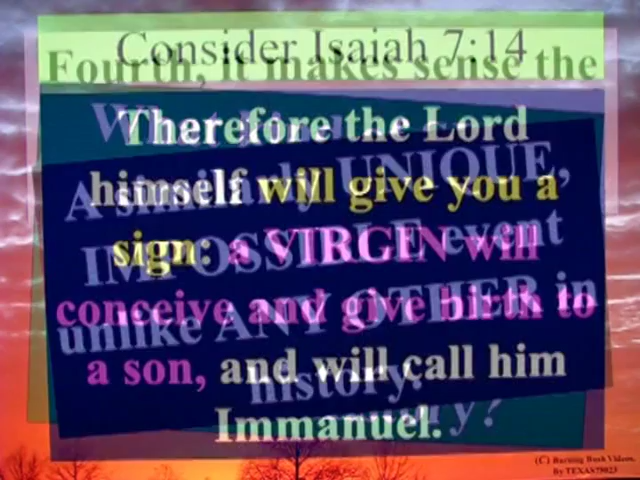 Consider Isaiah 7:14
Fourth, it makes sense the
Therefore the Lord
himself will give you a
sign: a VIRGIN will
conceive and give birth to
a son, and will call him
Immanuel.
A similarly UNIQUE,
IMPOSSIBLE event
unlike ANY OTHER in
history.
(C) Burning Bush Videos,
By TEXAS79023